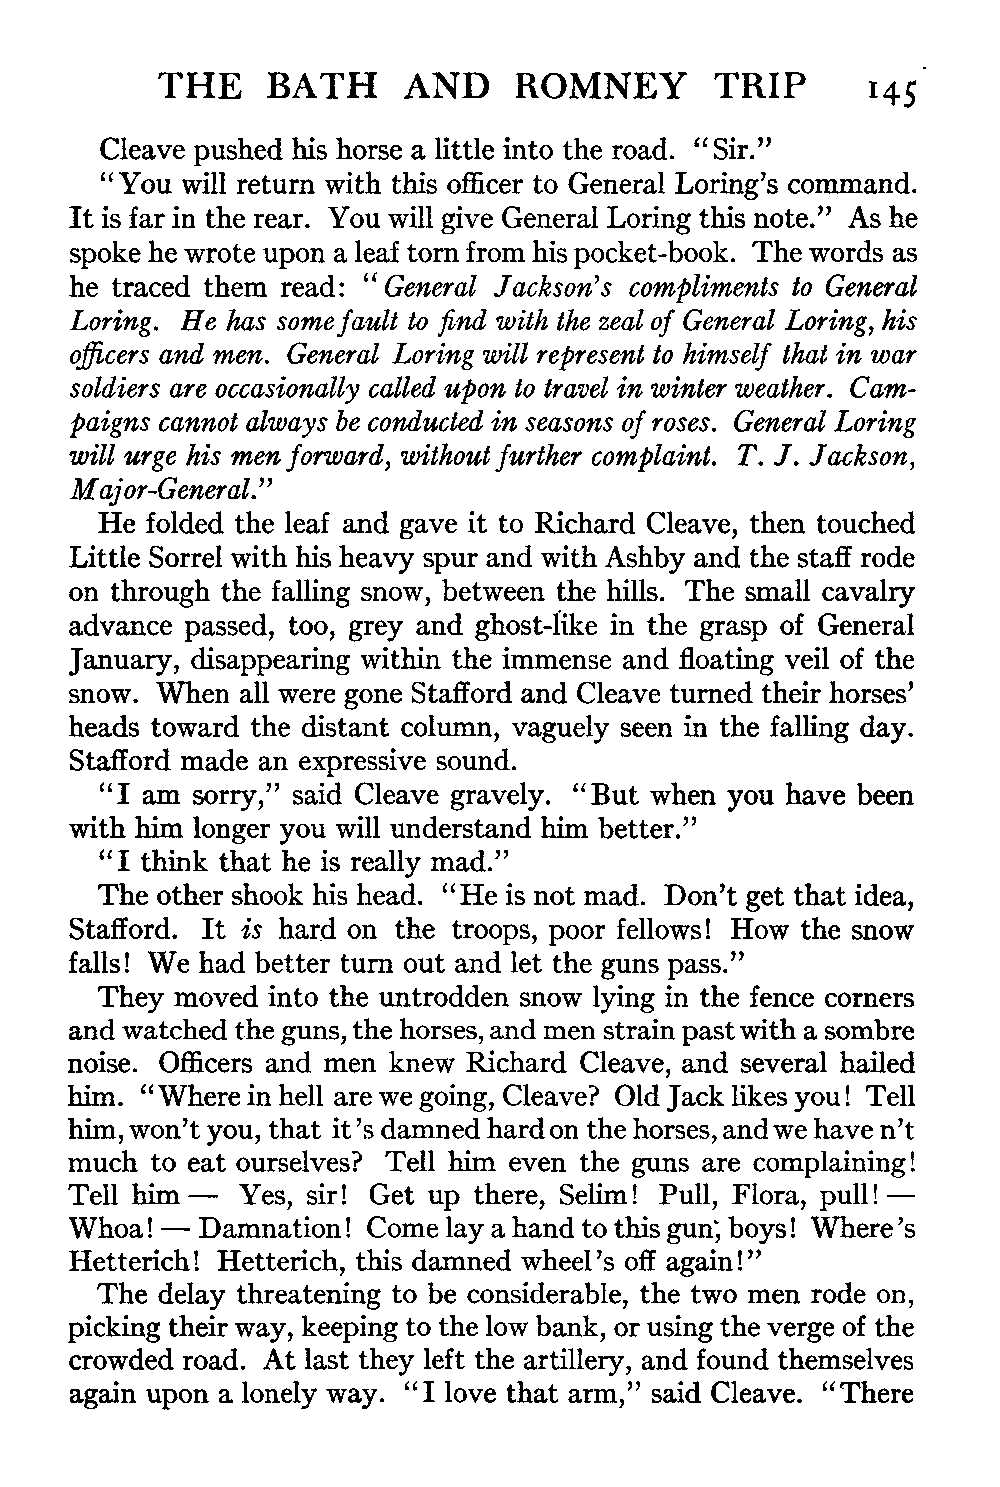 THE BATH AND ROMNEY TRIP 145
Cleave pushed his horse a little into the road. "Sir."
"You will return with this officer to General Loring's command.
It is far in the rear. You will give General Loring this note." As he
spoke he wrote upon a leaf torn from his pocket-book. The words as
he traced them read: "General Jackson's compliments to General
Loring. He has some fault to find with the zeal of General Loring, his
officers and men. General Loring will represent to himself that in war
soldiers are occasionally called upon to travel in winter weather. Cam-
paigns cannot always be conducted in seasons of roses. General Loring
will urge his men forward, without further complaint. T. J. Jackson,
Major-General."
He folded the leaf and gave it to Richard Cleave, then touched
Little Sorrel with his heavy spur and with Ashby and the staff rode
on through the falling snow, between the hills. The small cavalry
advance passed, too, grey and ghost-like in the grasp of General
January, disappearing within the immense and floating veil of the
snow. When all were gone Stafford and Cleave turned their horses'
heads toward the distant column, vaguely seen in the falling day.
Stafford made an expressive sound.
"I am sorry," said Cleave gravely. "But when you have been
with him longer you will understand him better."
"I think that he is really mad."
The other shook his head. "He is not mad. Don't get that idea,
Stafford. It is hard on the troops, poor fellows! How the snow
falls! We had better turn out and let the guns pass."
They moved into the untrodden snow lying in the fence corners
and watched the guns, the horses, and men strain past with a sombre
noise. Officers and men knew Richard Cleave, and several hailed
him. "Where in hell are we going, Cleave? Old Jack likes you! Tell
him, won't you, that it's damned hard on the horses, and we have n't
much to eat ourselves? Tell him even the guns are complaining!
Tell him — Yes, sir! Get up there, Selim! Pull, Flora, pull! —
Whoa! — Damnation! Come lay a hand to this gun, boys! Where's
Hetterich! Hetterich, this damned wheel's off again!"
The delay threatening to be considerable, the two men rode on,
picking their way, keeping to the low bank, or using the verge of the
crowded road. At last they left the artillery, and found themselves
again upon a lonely way. "I love that arm," said Cleave. "There